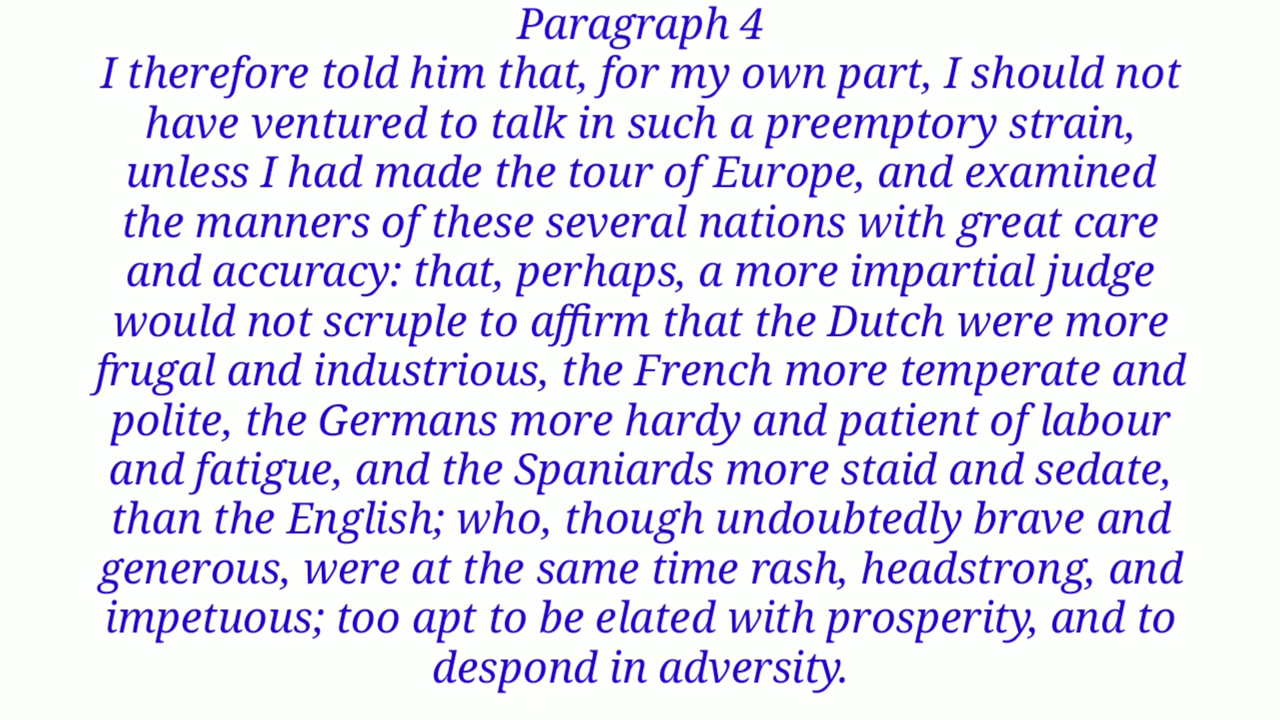 Paragraph 4
I therefore told him that, for my own part, I should not
have ventured to talk in such a preemptory strain,
unless I had made the tour of Europe, and examined
the manners of these several nations with great care
and accuracy: that, perhaps, a more impartial judge
would not scruple to affirm that the Dutch were more
frugal and industrious, the French more temperate and
polite, the Germans more hardy and patient of labour
and fatigue, and the Spaniards more staid and sedate,
than the English; who, though undoubtedly brave and
generous, were at the same time rash, headstrong, and
impetuous; too apt to be elated with prosperity, and to
despond in adversity.